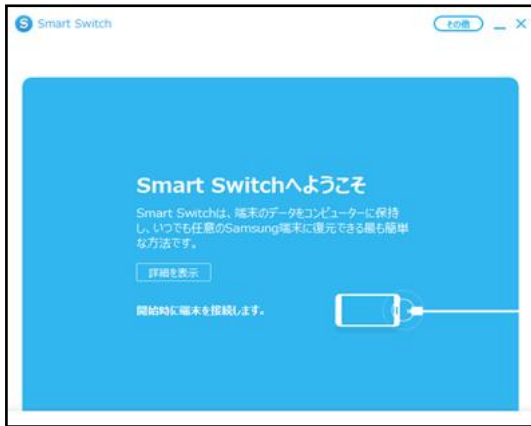 Smart Switch
その他
Smart Switchへようこそ
Smart Switchは、端末のデータをコンピューターに保持
し、いつでも任意のSamsung端末に復元できる最も簡単
な方法です。
詳細を表示
開始時に端末を接続します。